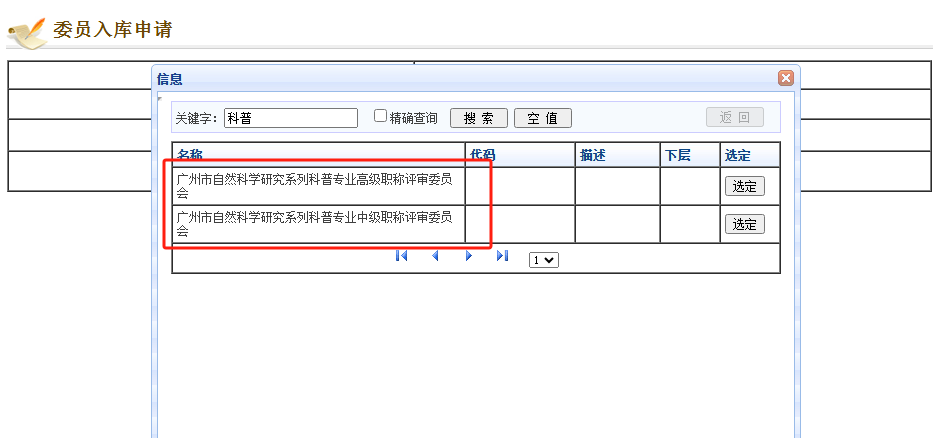 委员入库申请
信息
关键字: 科普 精确查询 搜 索 空 值 返 回
名称 代码 描述 下层 选定
广州市自然科学研究系列科普专业高级职称评审委员
会
选定
广州市自然科学研究系列科普专业中级职称评审委员
会
选定
1